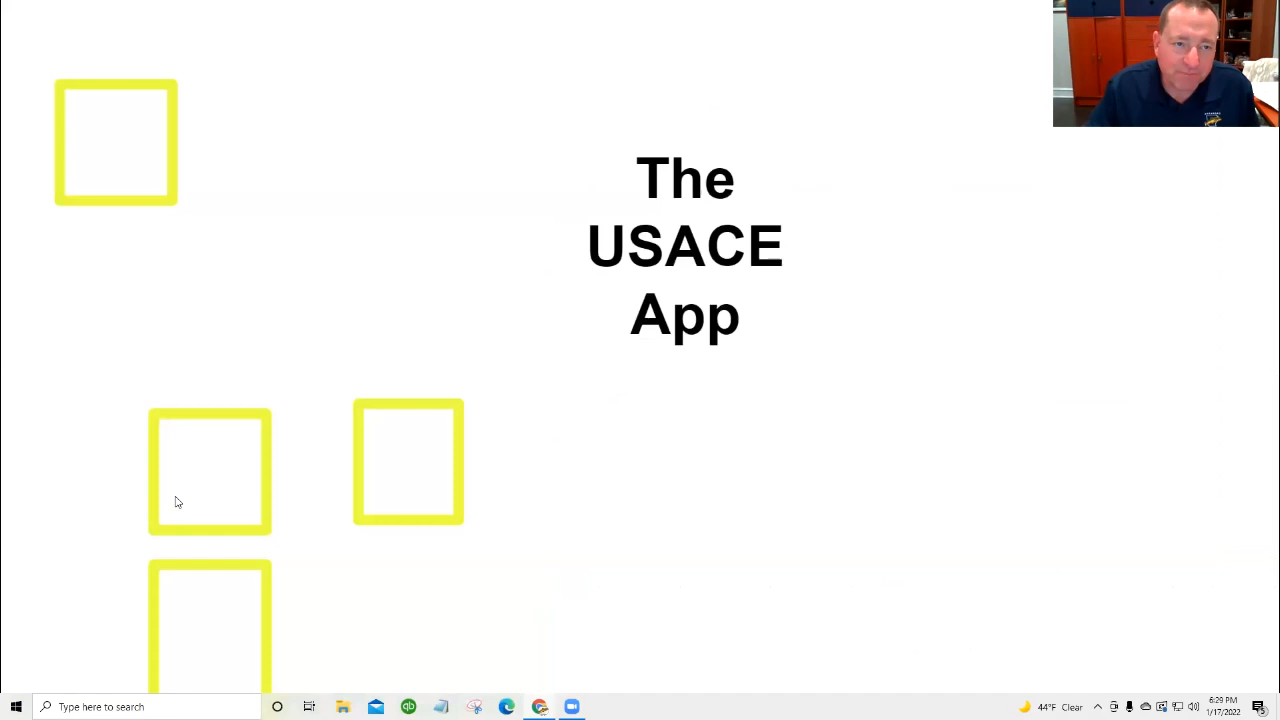 The
USACE
App
Type here to search
44°F Clear
6:29 PM
1/17/2022